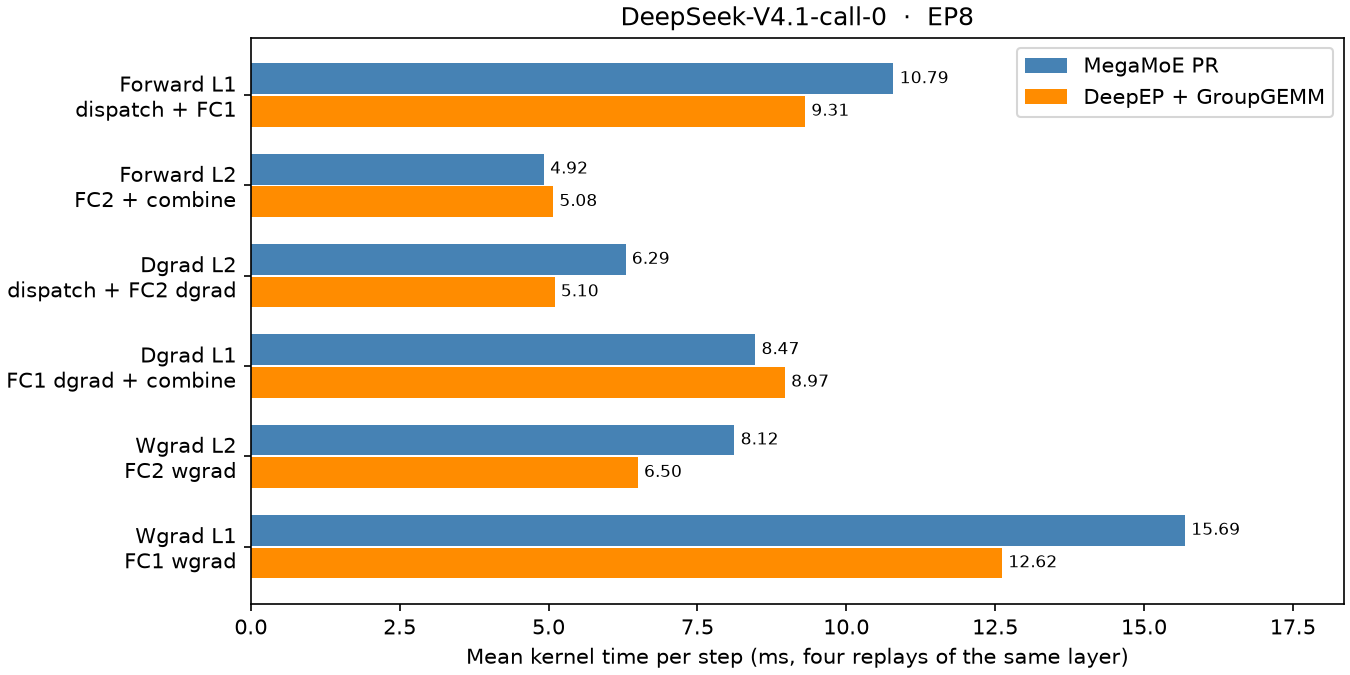 DeepSeek-V4.1-call-0 · EP8
MegaMoE PR
DeepEP + GroupGEMM
Forward L1
dispatch + FC1
10.79
9.31
Forward L2
FC2 + combine
4.92
5.08
Dgrad L2
dispatch + FC2 dgrad
6.29
5.10
Dgrad L1
FC1 dgrad + combine
8.47
8.97
Wgrad L2
FC2 wgrad
8.12
6.50
Wgrad L1
FC1 wgrad
15.69
12.62
0.0 2.5 5.0 7.5 10.0 12.5 15.0 17.5
Mean kernel time per step (ms, four replays of the same layer)